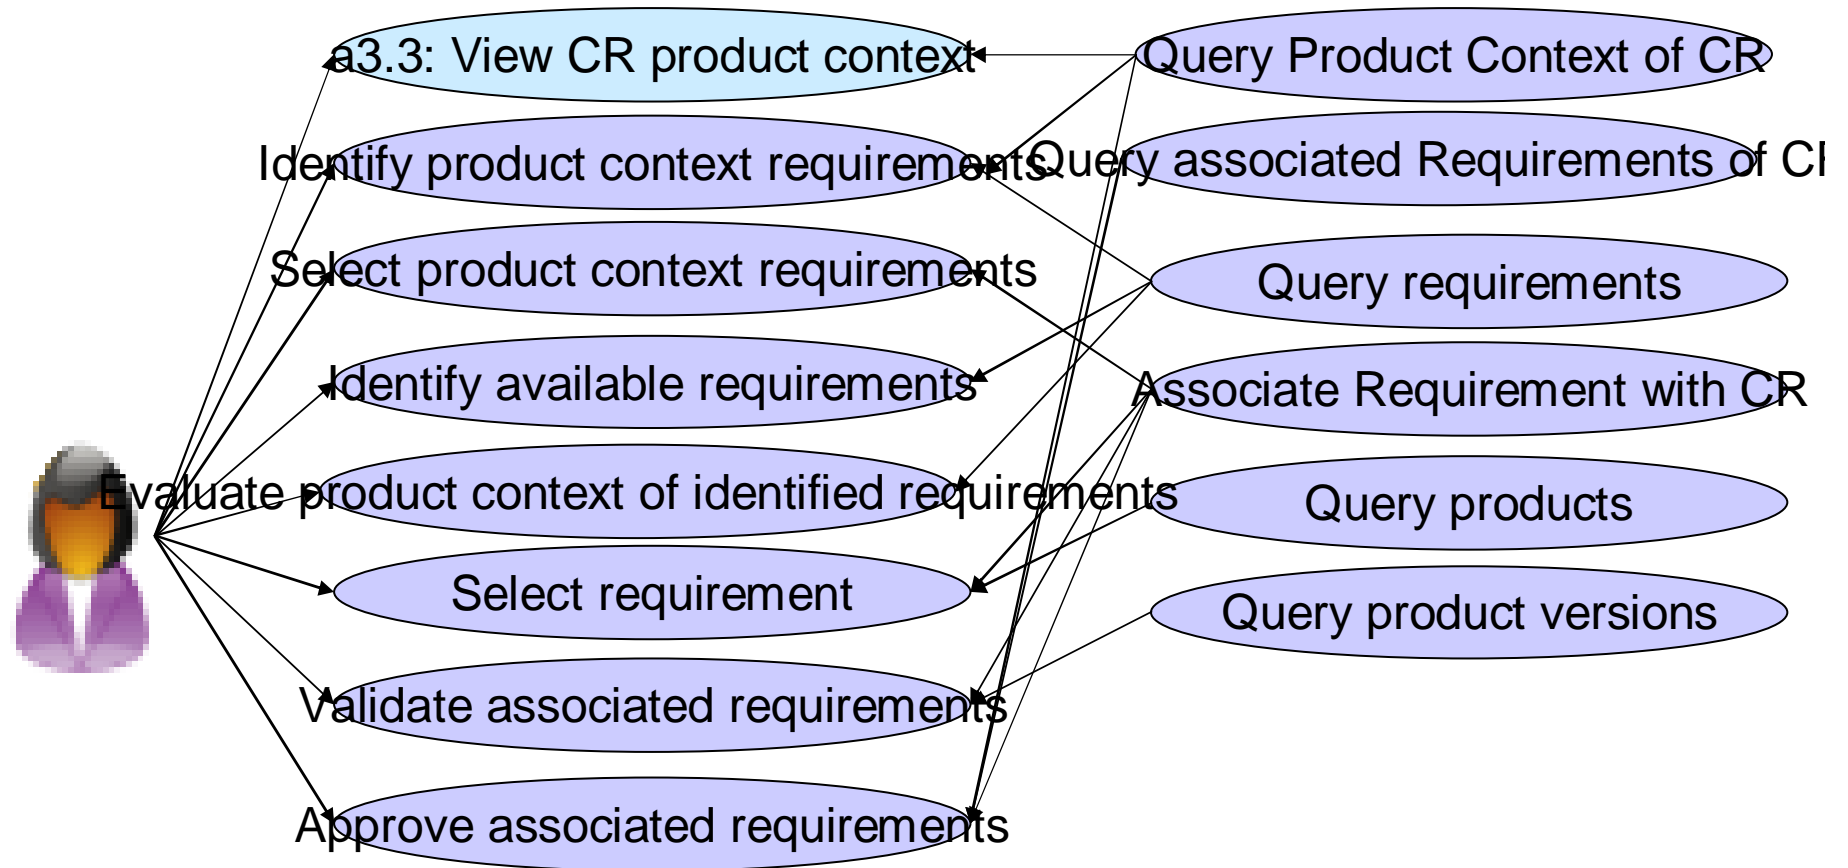 a3.3: View CR product context
Query Product Context of CR
Identify product context requirements
Query associated Requirements of CR
Select product context requirements
Query requirements
Identify available requirements
Associate Requirement with CR
Evaluate product context of identified requirements
Query products
Select requirement
Query product versions
Validate associated requirements
Approve associated requirements